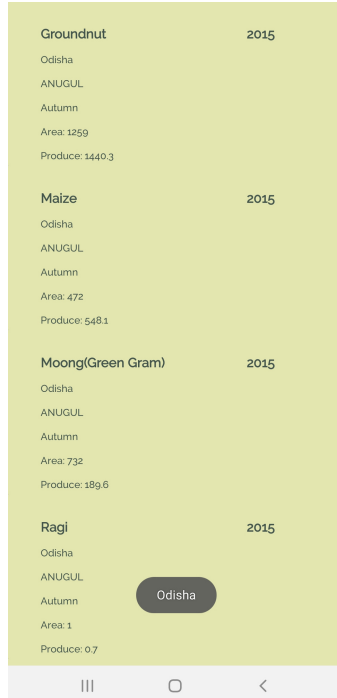 Groundnut 2015
Odisha
ANUGUL
Autumn
Area: 1259
Produce: 1440.3
Maize 2015
Odisha
ANUGUL
Autumn
Area: 472
Produce: 548.1
Moong(Green Gram) 2015
Odisha
ANUGUL
Autumn
Area: 732
Produce: 189.6
Ragi 2015
Odisha
ANUGUL
Autumn
Odisha
Area: 1
Produce: 0.7